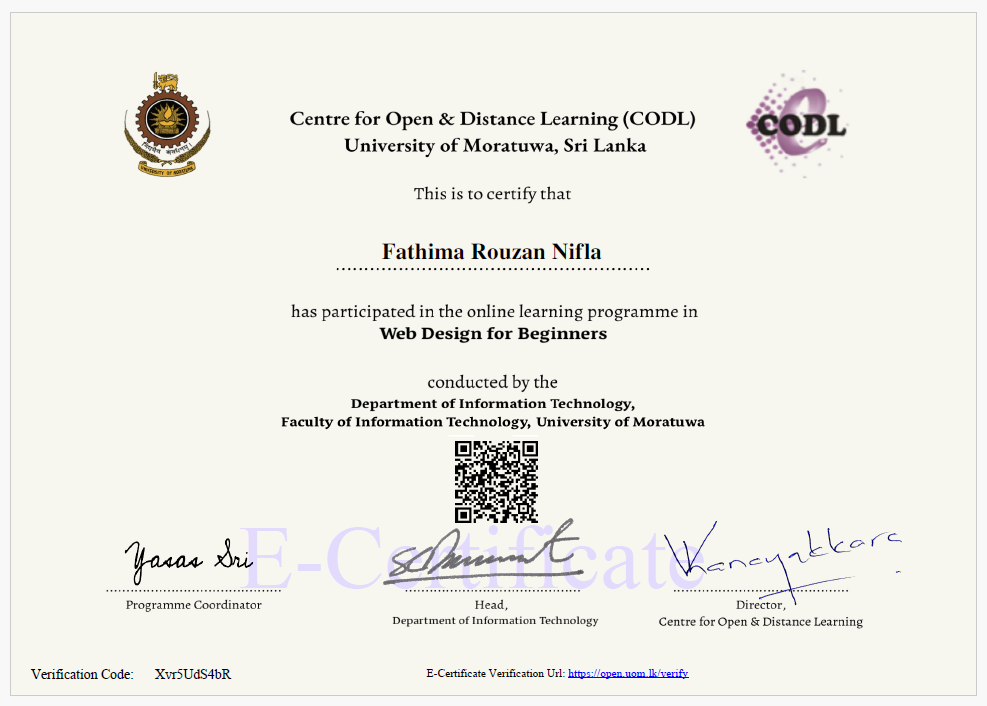 Centre for Open & Distance Learning (CODL)
University of Moratuwa, Sri Lanka
UNIVERSITY OF MORATUWA
CODL
This is to certify that
Fathima Rouzan Nifla
has participated in the online learning programme in
Web Design for Beginners
conducted by the
Department of Information Technology,
Faculty of Information Technology, University of Moratuwa
E-Certificate
Yasas Sri
Programme Coordinator
Head,
Department of Information Technology
Director,
Centre for Open & Distance Learning
Verification Code: Xvr5UdS4bR
E-Certificate Verification Url: https://open.uom.lk/verify